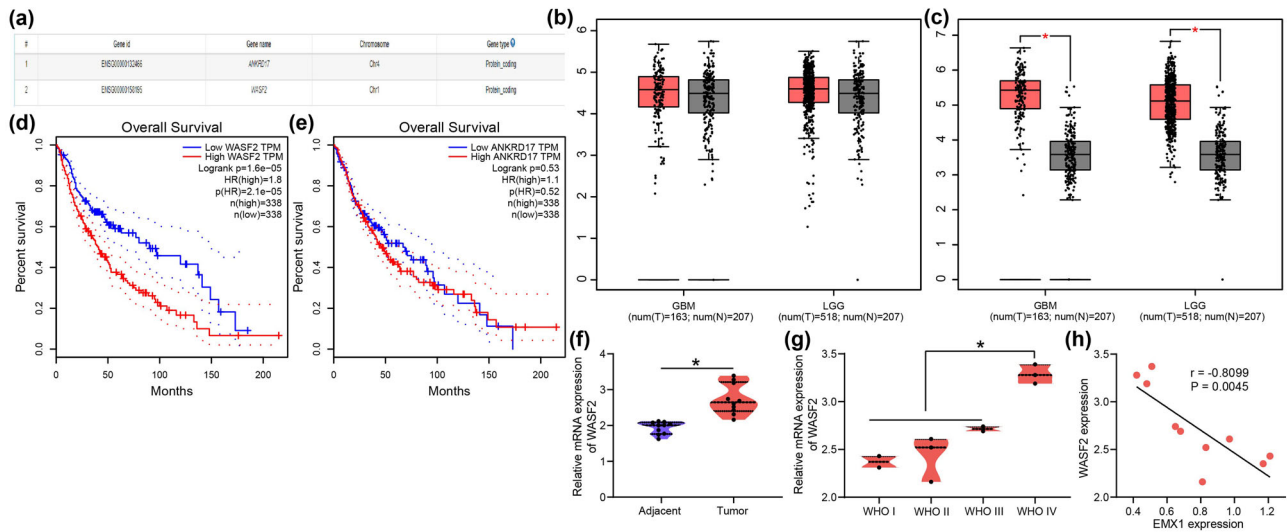 (a)
# Gene id Gene name Chromosome Gene type
1 ENSG00000132466 ANKRD17 Chr4 Protein_coding
2 ENSG00000158195 WASF2 Chr1 Protein_coding
(b)
6
5
4
3
2
1
0
GBM
(num(T)=163; num(N)=207)
LGG
(num(T)=518; num(N)=207)
(c)
7
6
5
4
3
2
1
0
*
*
GBM
(num(T)=163; num(N)=207)
LGG
(num(T)=518; num(N)=207)
(d)
Overall Survival
Low WASF2 TPM
High WASF2 TPM
Logrank p=1.6e-05
HR(high)=1.8
p(HR)=2.1e-05
n(high)=338
n(low)=338
Percent survival
1.0
0.8
0.6
0.4
0.2
0.0
0 50 100 150 200
Months
(e)
Overall Survival
Low ANKRD17 TPM
High ANKRD17 TPM
Logrank p=0.53
HR(high)=1.1
p(HR)=0.52
n(high)=338
n(low)=338
Percent survival
1.0
0.8
0.6
0.4
0.2
0.0
0 50 100 150 200
Months
(f)
Relative mRNA expression
of WASF2
4
3
2
1
0
*
Adjacent Tumor
(g)
Relative mRNA expression
of WASF2
3.5
3.0
2.5
2.0
*
WHO I WHO II WHO III WHO IV
(h)
WASF2 expression
3.5
3.0
2.5
2.0
r = -0.8099
P = 0.0045
0.4 0.6 0.8 1.0 1.2
EMX1 expression